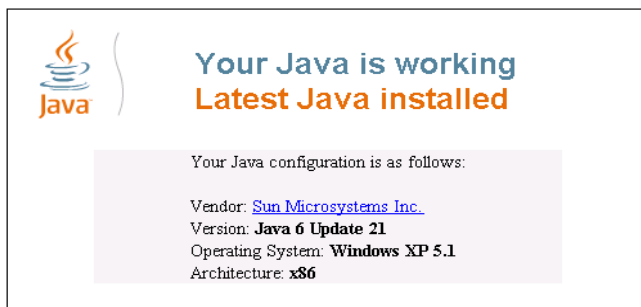 Java
Your Java is working
Latest Java installed
Your Java configuration is as follows:
Vendor: Sun Microsystems Inc.
Version: Java 6 Update 21
Operating System: Windows XP 5.1
Architecture: x86